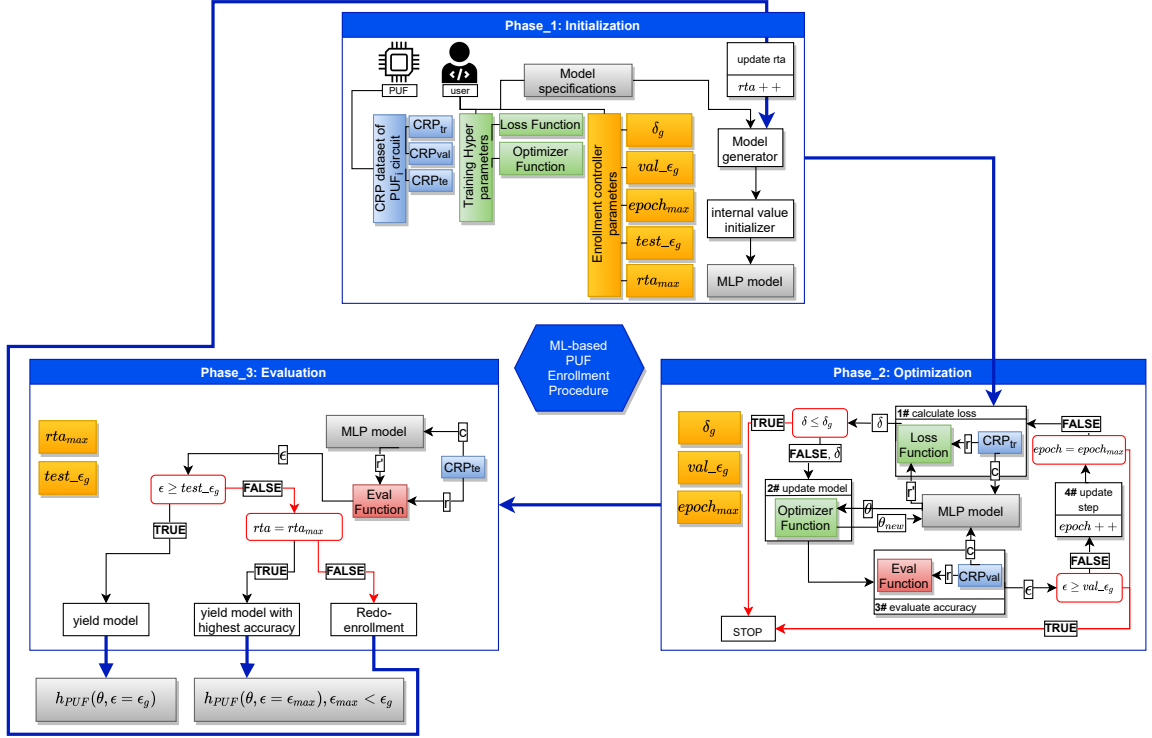 Phase_1: Initialization
PUF
</>
user
Model
specifications
update rta
rta + +
CRP dataset of
PUF_i circuit
CRP_tr
CRP_val
CRP_te
Training Hyper
parameters
Loss Function
Optimizer
Function
Enrollment controller
parameters
δ_g
val_ϵ_g
epoch_max
test_ϵ_g
rta_max
Model
generator
internal value
initializer
MLP model
ML-based
PUF
Enrollment
Procedure
Phase_3: Evaluation
rta_max
test_ϵ_g
MLP model
C
CRP_te
r'
r
Eval
Function
ϵ
ϵ ≥ test_ϵ_g
FALSE
TRUE
rta = rta_max
TRUE
FALSE
yield model
yield model with
highest accuracy
Redo-
enrollment
h_PUF(θ, ϵ = ϵ_g)
h_PUF(θ, ϵ = ϵ_max), ϵ_max < ϵ_g
Phase_2: Optimization
δ_g
val_ϵ_g
epoch_max
TRUE
δ ≤ δ_g
δ
FALSE, δ
1# calculate loss
Loss
Function
r
CRP_tr
C
r'
FALSE
epoch = epoch_max
4# update
step
epoch + +
2# update model
Optimizer
Function
θ
θ_new
MLP model
C
Eval
Function
r
CRP_val
3# evaluate accuracy
ϵ
FALSE
ϵ ≥ val_ϵ_g
TRUE
STOP